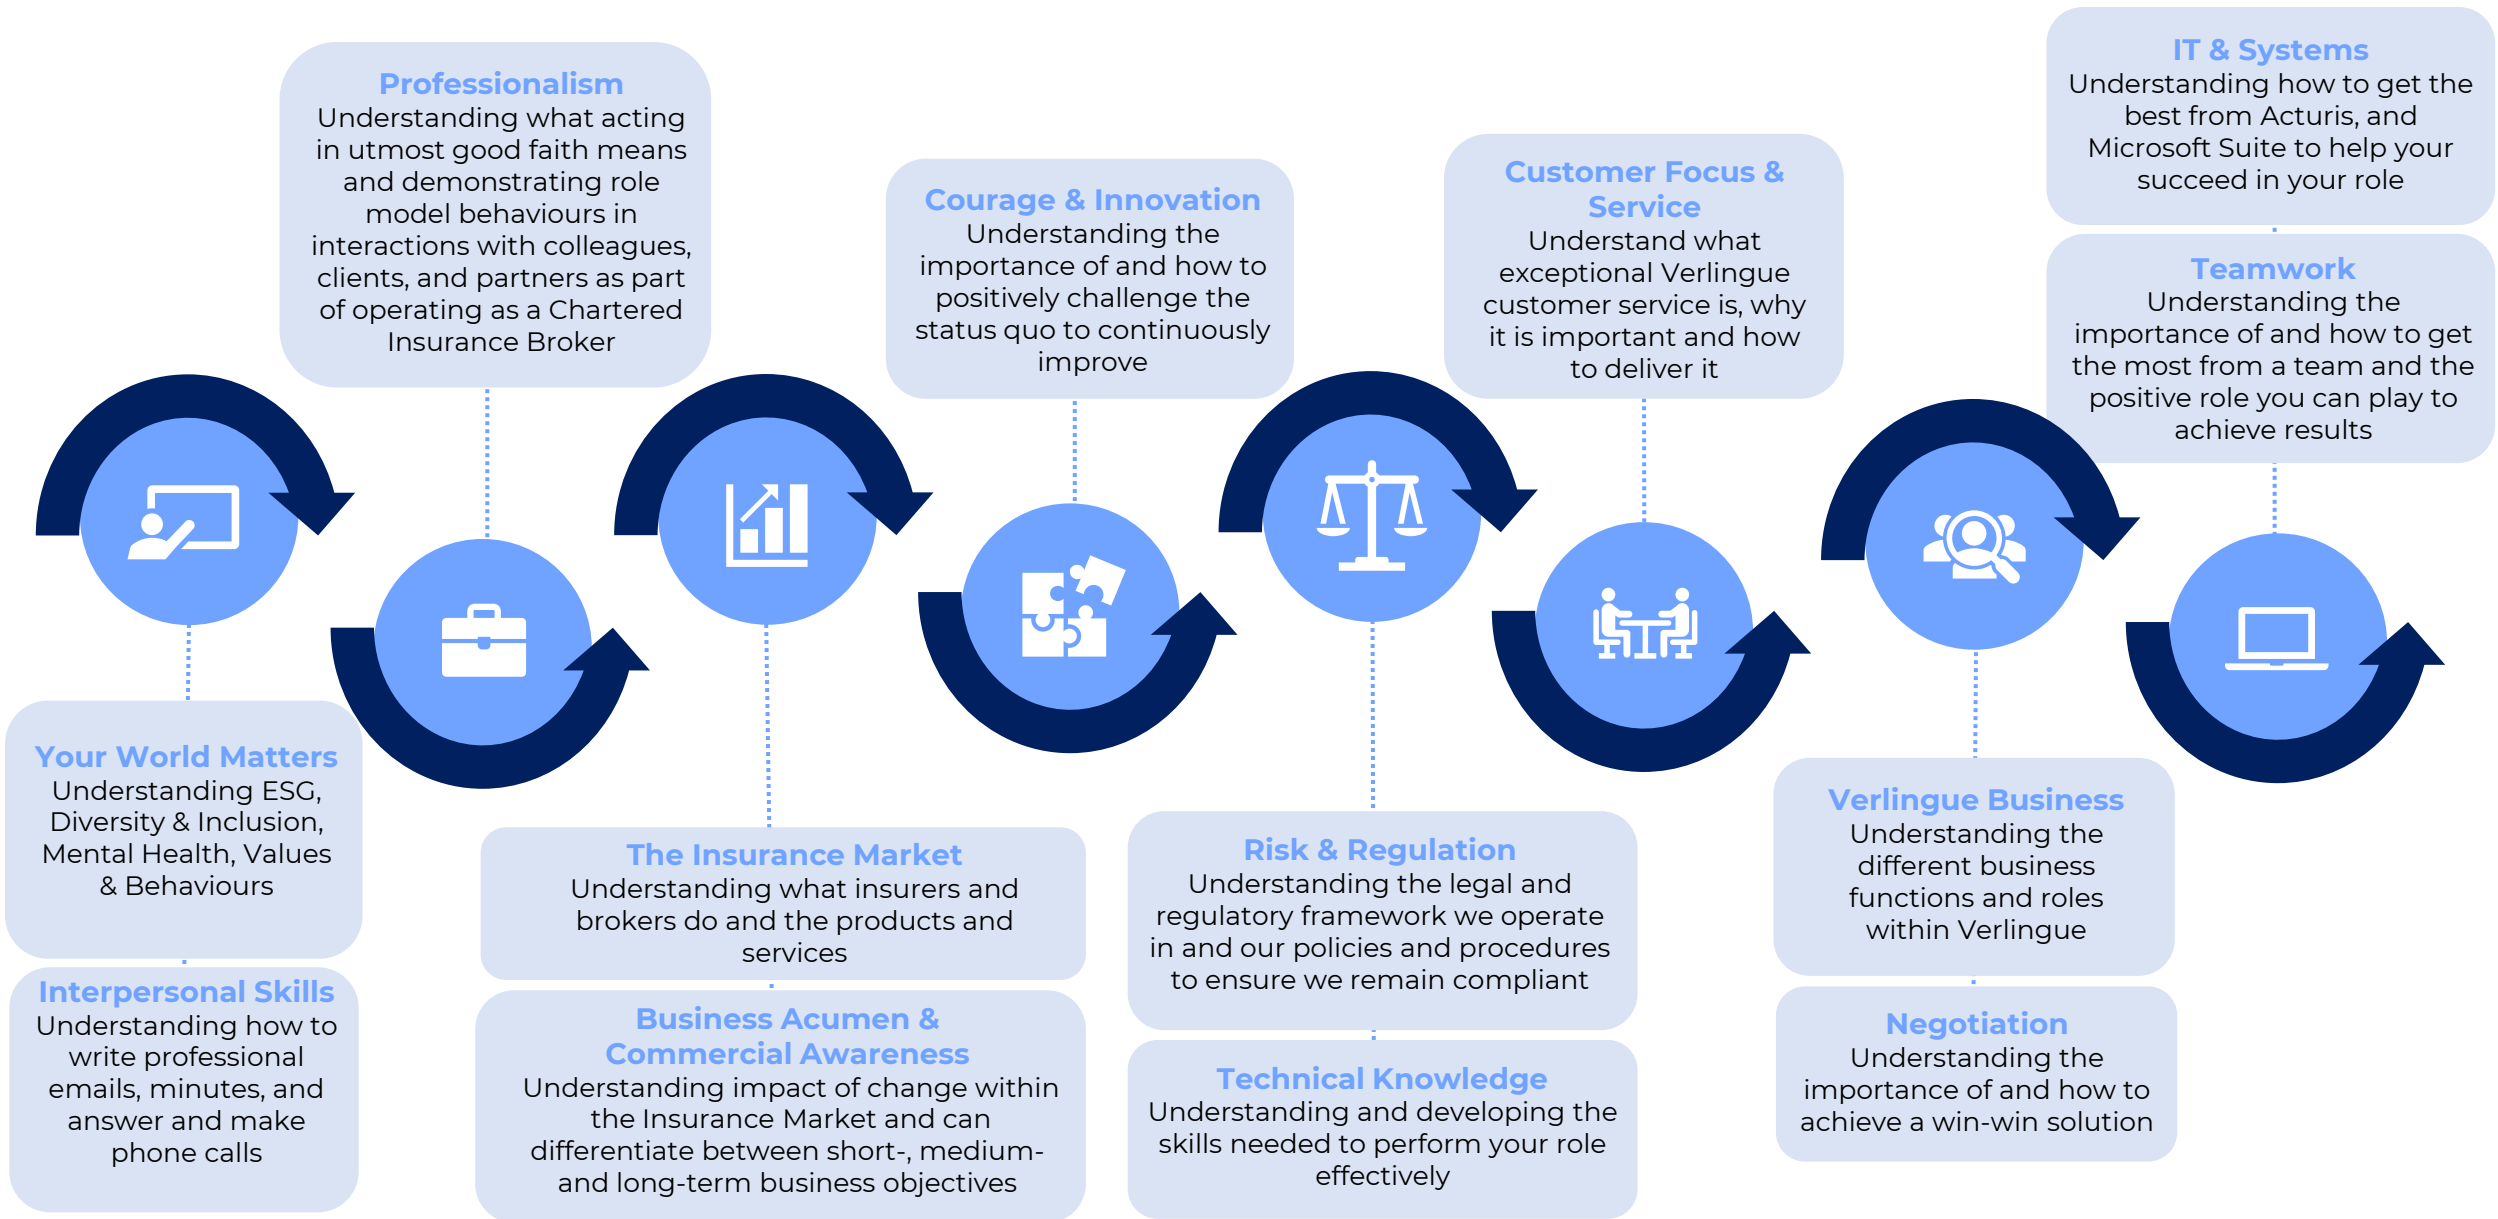 Professionalism
Understanding what acting
in utmost good faith means
and demonstrating role
model behaviours in
interactions with colleagues,
clients, and partners as part
of operating as a Chartered
Insurance Broker
Courage & Innovation
Understanding the
importance of and how to
positively challenge the
status quo to continuously
improve
Customer Focus &
Service
Understand what
exceptional Verlingue
customer service is, why
it is important and how
to deliver it
IT & Systems
Understanding how to get the
best from Acturis, and
Microsoft Suite to help your
succeed in your role
Teamwork
Understanding the
importance of and how to get
the most from a team and the
positive role you can play to
achieve results
Your World Matters
Understanding ESG,
Diversity & Inclusion,
Mental Health, Values
& Behaviours
Interpersonal Skills
Understanding how to
write professional
emails, minutes, and
answer and make
phone calls
The Insurance Market
Understanding what insurers and
brokers do and the products and
services
Business Acumen &
Commercial Awareness
Understanding impact of change within
the Insurance Market and can
differentiate between short-, medium-
and long-term business objectives
Risk & Regulation
Understanding the legal and
regulatory framework we operate
in and our policies and procedures
to ensure we remain compliant
Technical Knowledge
Understanding and developing the
skills needed to perform your role
effectively
Verlingue Business
Understanding the
different business
functions and roles
within Verlingue
Negotiation
Understanding the
importance of and how to
achieve a win-win solution